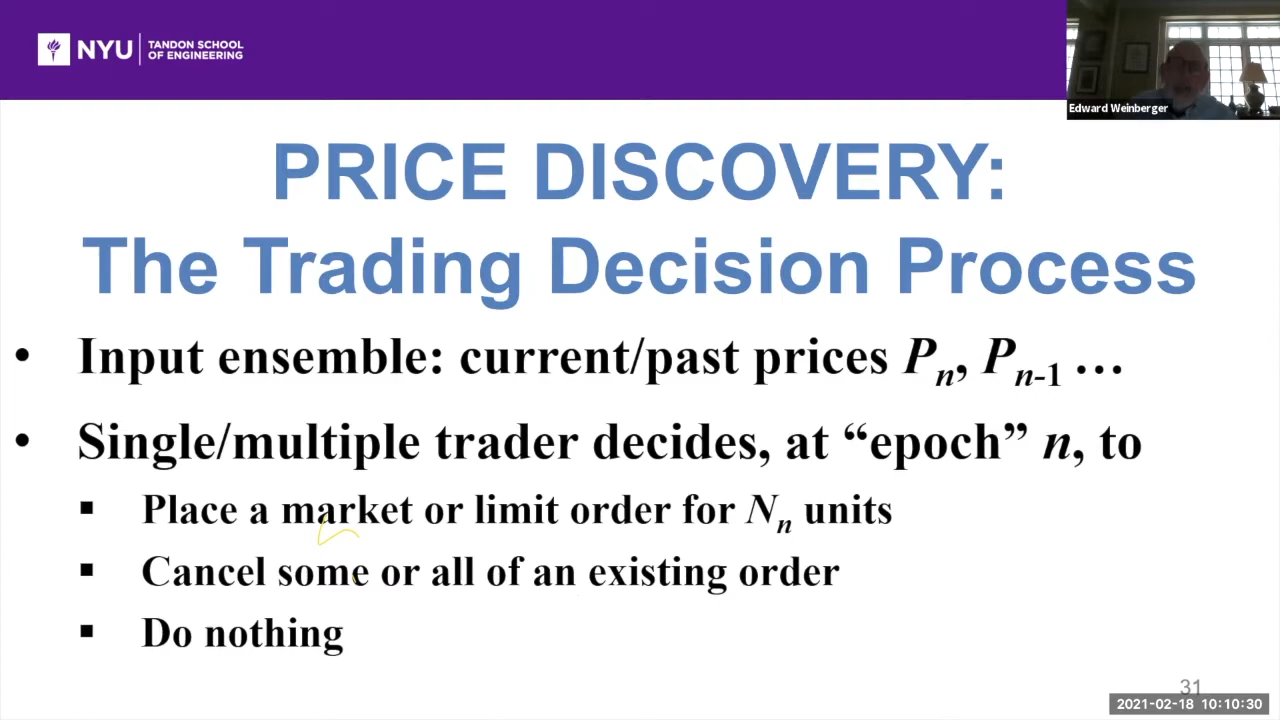 NYU
TANDON SCHOOL
OF ENGINEERING
Edward Weinberger
PRICE DISCOVERY:
The Trading Decision Process
• Input ensemble: current/past prices Pn, Pn-1 …
• Single/multiple trader decides, at “epoch” n, to
▪ Place a market or limit order for Nn units
▪ Cancel some or all of an existing order
▪ Do nothing
31
2021-02-18 10:10:30